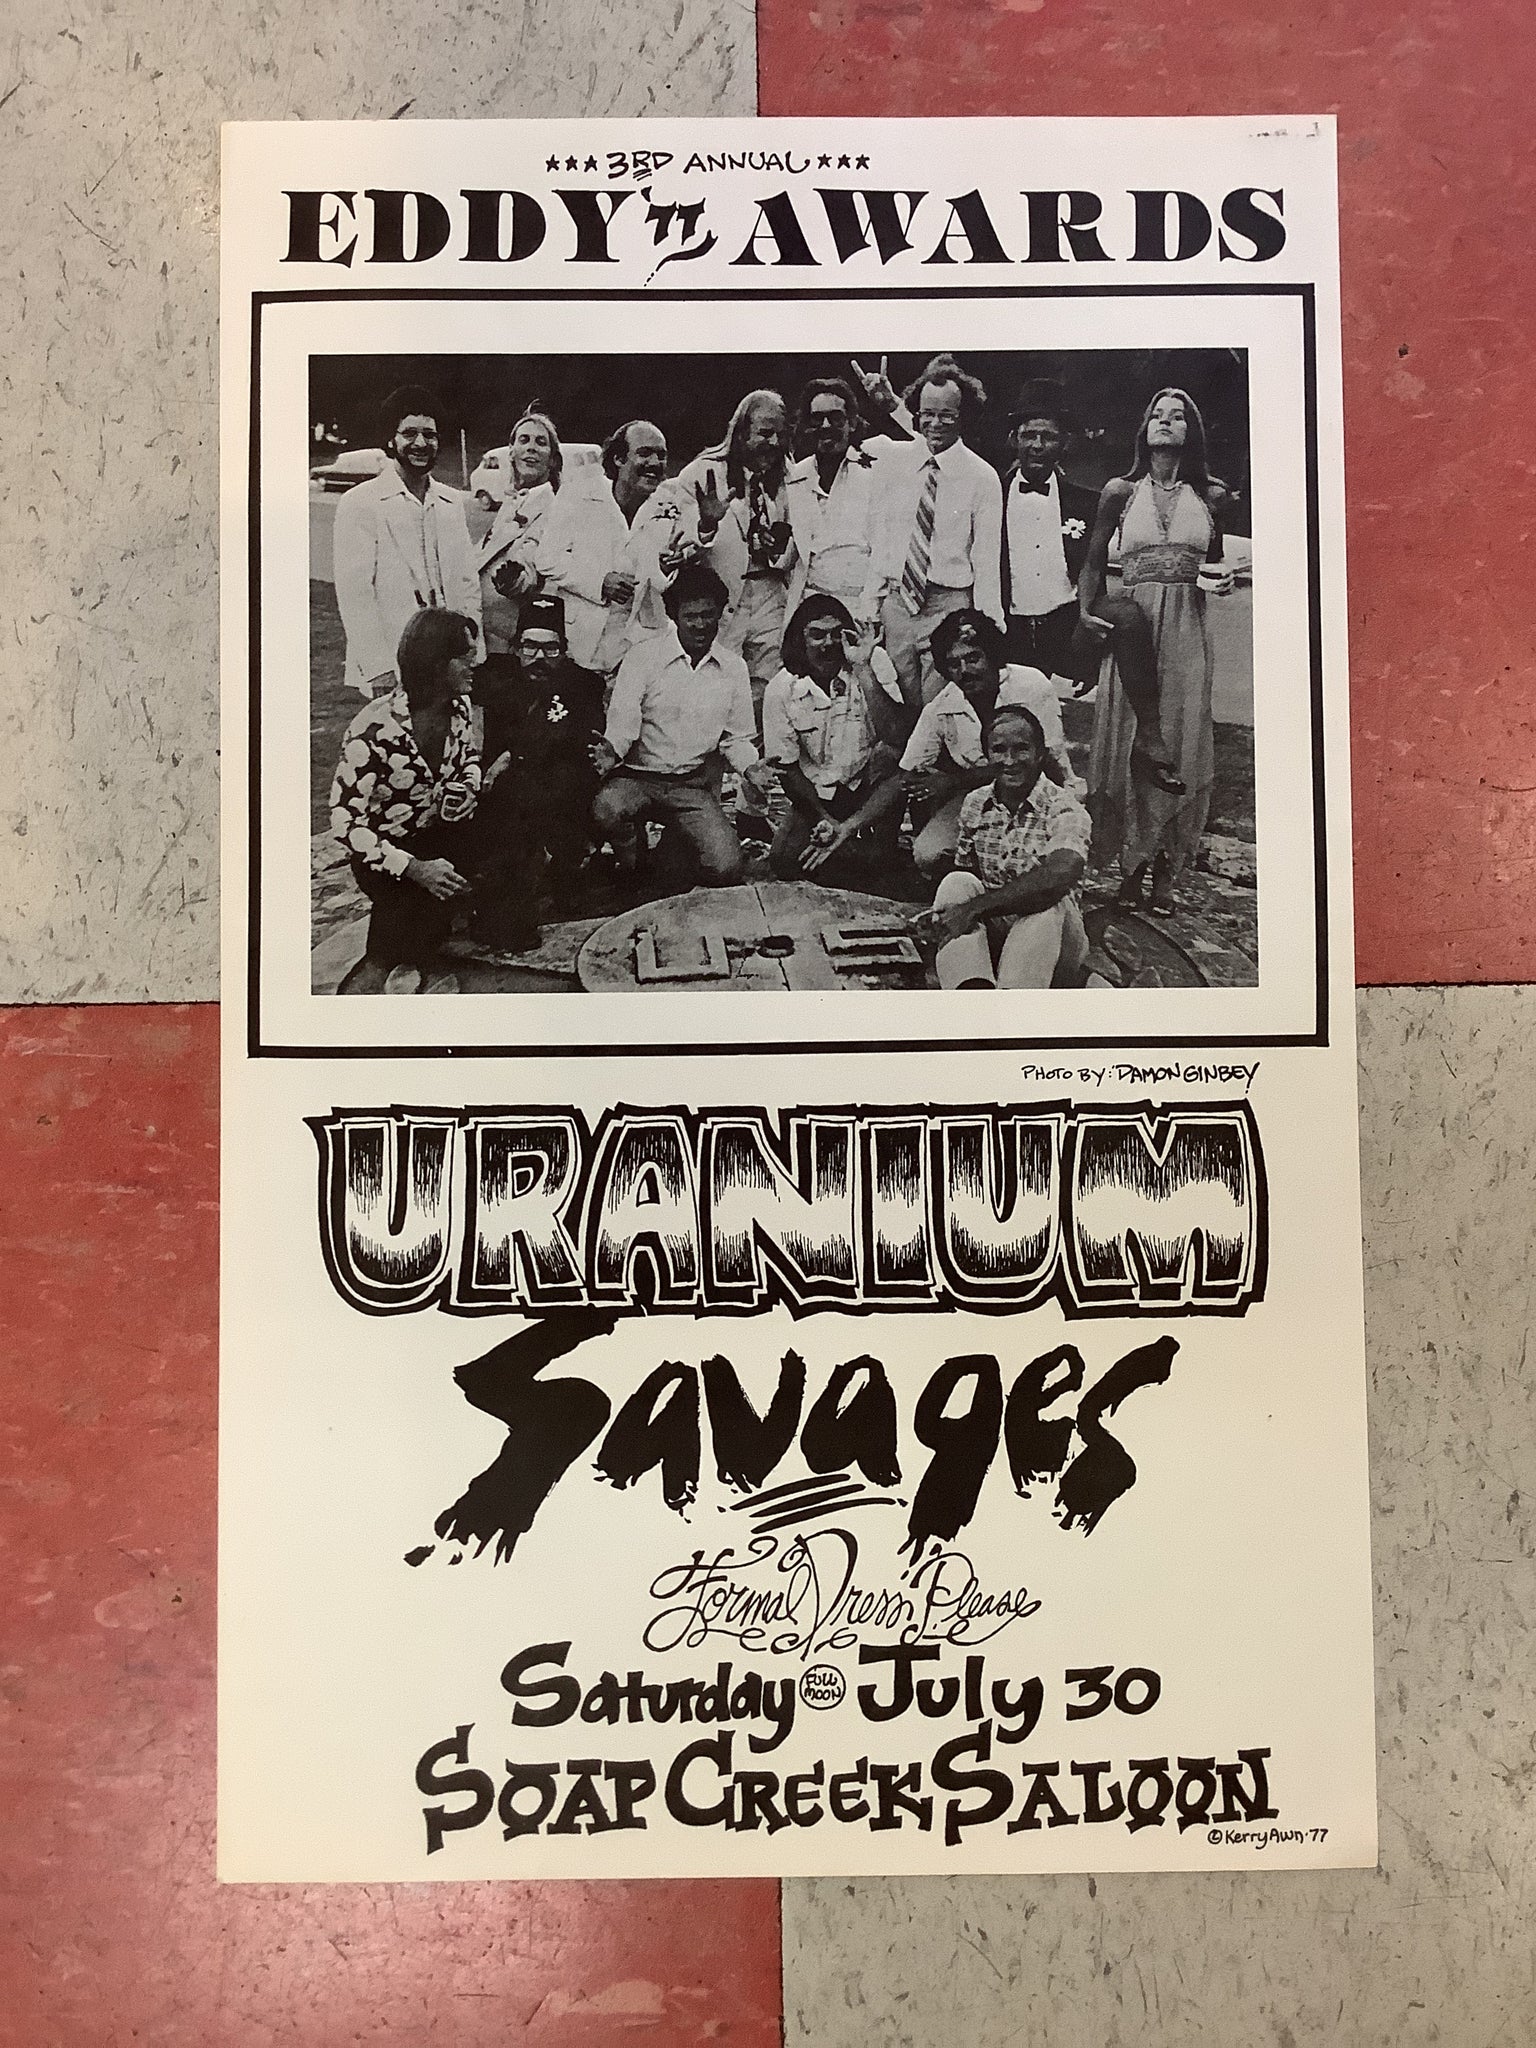 ★★★ 3RD ANNUAL ★★★
EDDY '77 AWARDS
U·S
PHOTO BY: DAMON GINBEY
URANIUM
Savages
Formal Dress Please
Saturday FULL MOON July 30
SOAP CREEK SALOON
© Kerry Awn·77